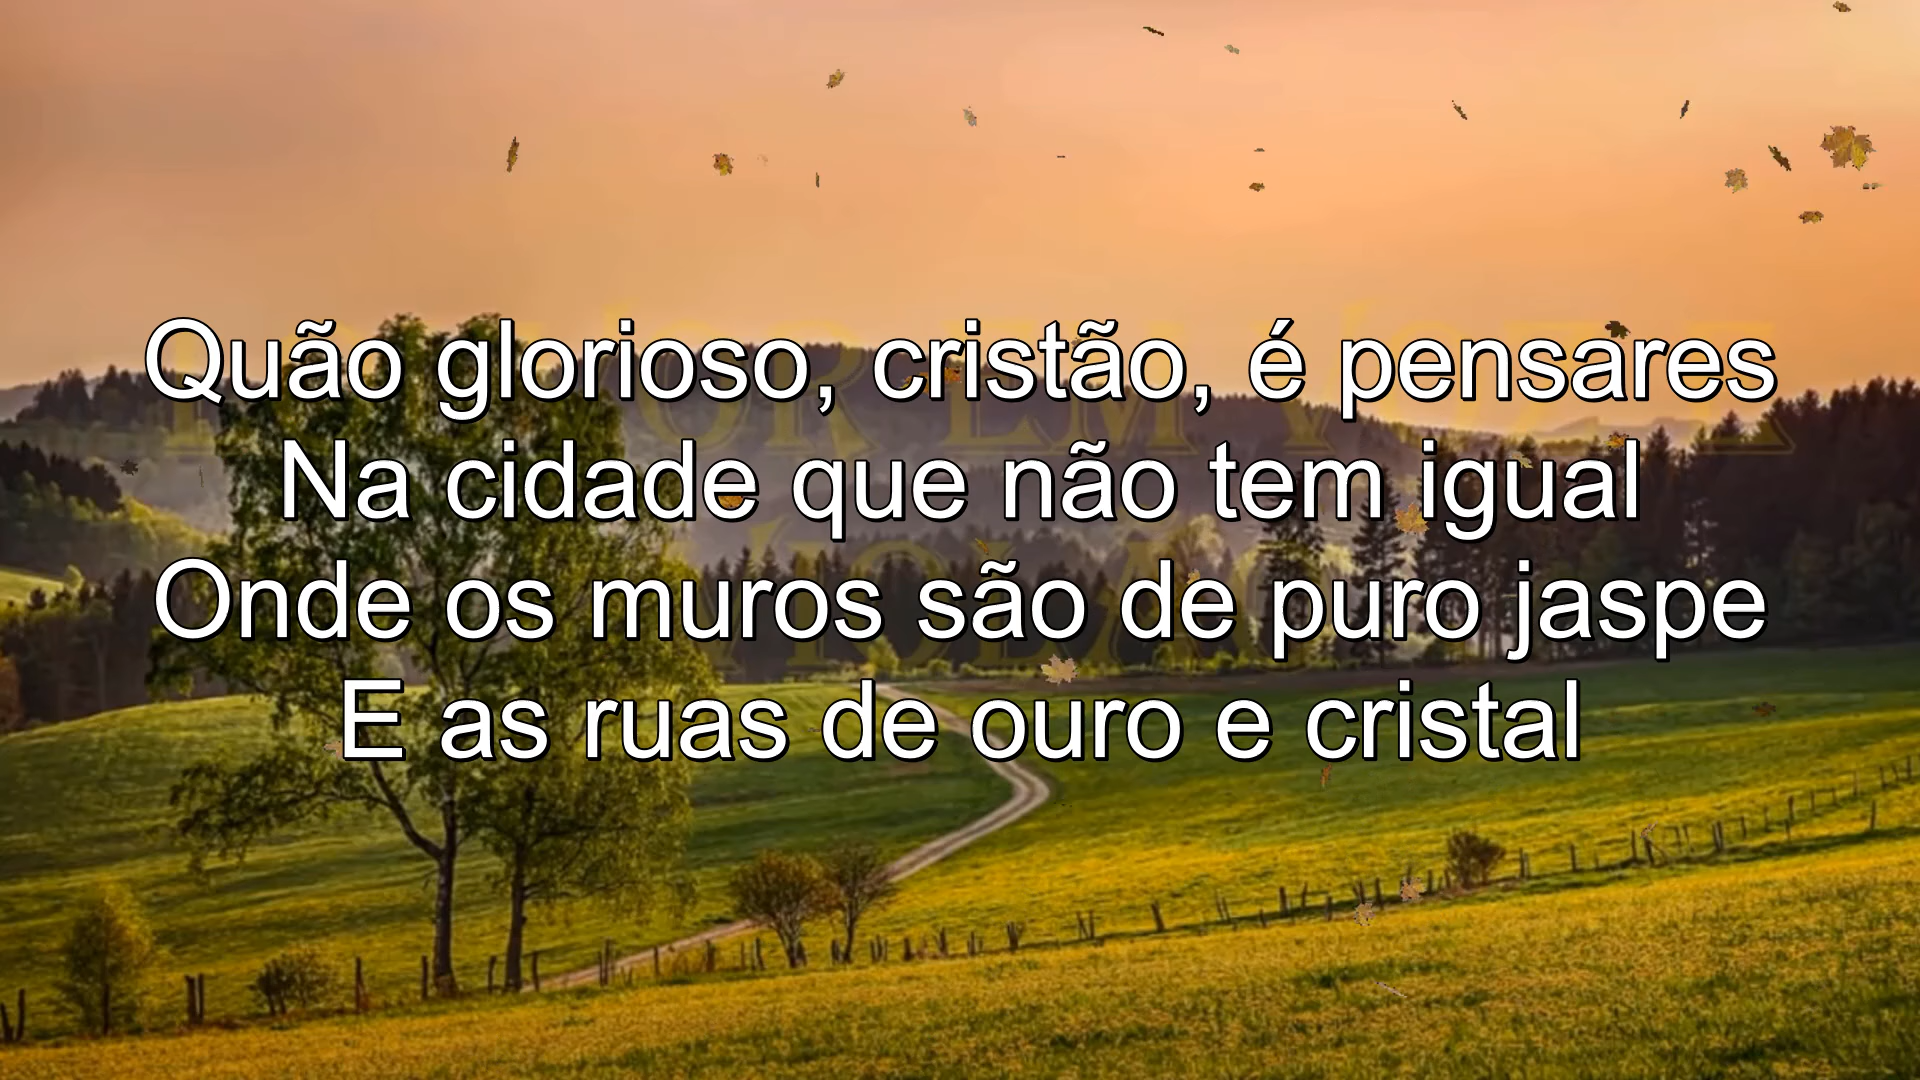 Quão glorioso, cristão, é pensares
Na cidade que não tem igual
Onde os muros são de puro jaspe
E as ruas de ouro e cristal